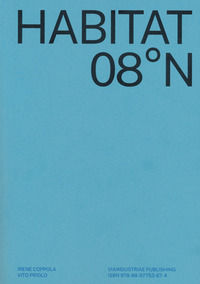 HABITAT
08°N
IRENE COPPOLA
VITO PRIOLO
VIAINDUSTRIAE PUBLISHING
ISBN 978-88-97753-67-4